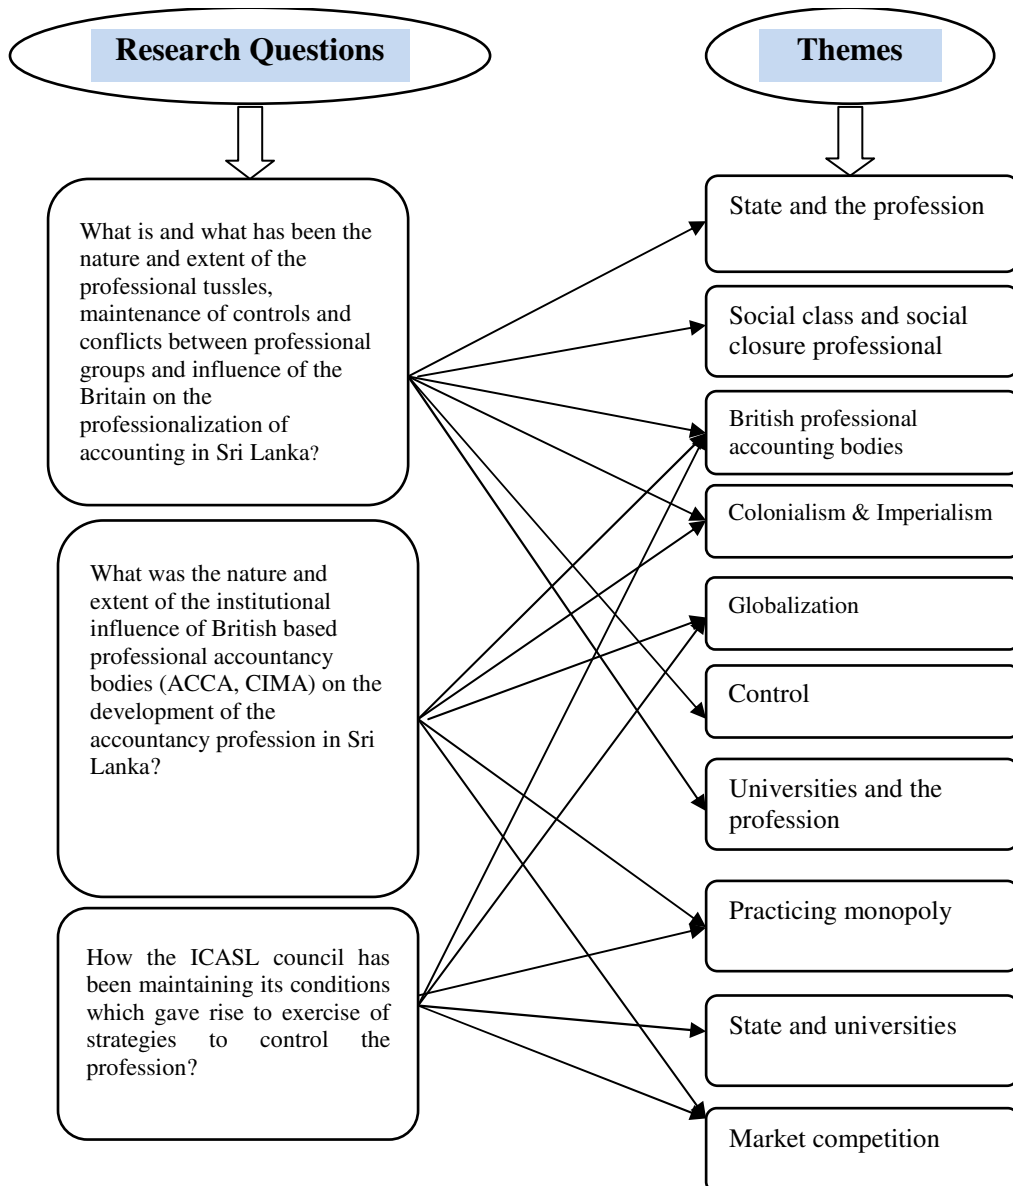 Research Questions
Themes
What is and what has been the
nature and extent of the
professional tussles,
maintenance of controls and
conflicts between professional
groups and influence of the
Britain on the
professionalization of
accounting in Sri Lanka?
What was the nature and
extent of the institutional
influence of British based
professional accountancy
bodies (ACCA, CIMA) on the
development of the
accountancy profession in Sri
Lanka?
How the ICASL council has
been maintaining its conditions
which gave rise to exercise of
strategies to control the
profession?
State and the profession
Social class and social
closure professional
British professional
accounting bodies
Colonialism & Imperialism
Globalization
Control
Universities and the
profession
Practicing monopoly
State and universities
Market competition